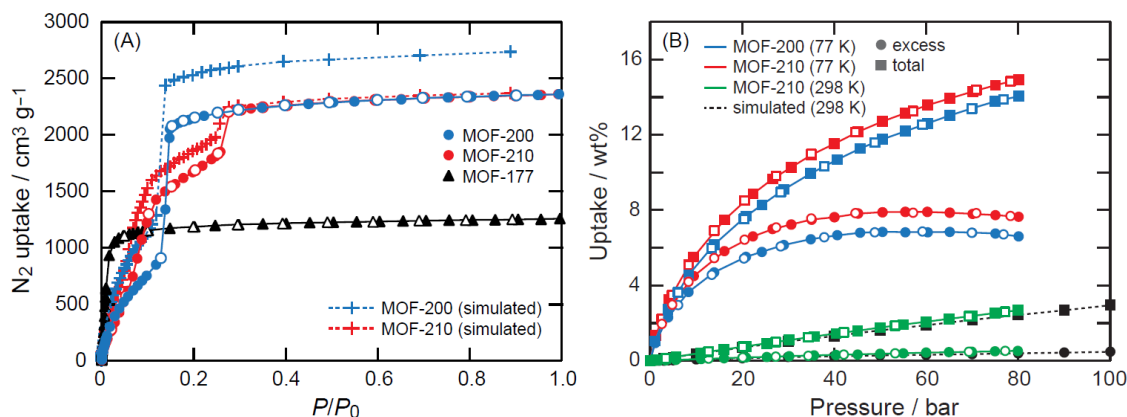 (A)
3000
2500
2000
1500
1000
500
0
N₂ uptake / cm³ g⁻¹
MOF-200
MOF-210
MOF-177
MOF-200 (simulated)
MOF-210 (simulated)
0 0.2 0.4 0.6 0.8 1.0
P/P₀
(B)
16
12
8
4
0
Uptake / wt%
MOF-200 (77 K) excess
MOF-210 (77 K) total
MOF-210 (298 K)
simulated (298 K)
0 20 40 60 80 100
Pressure / bar